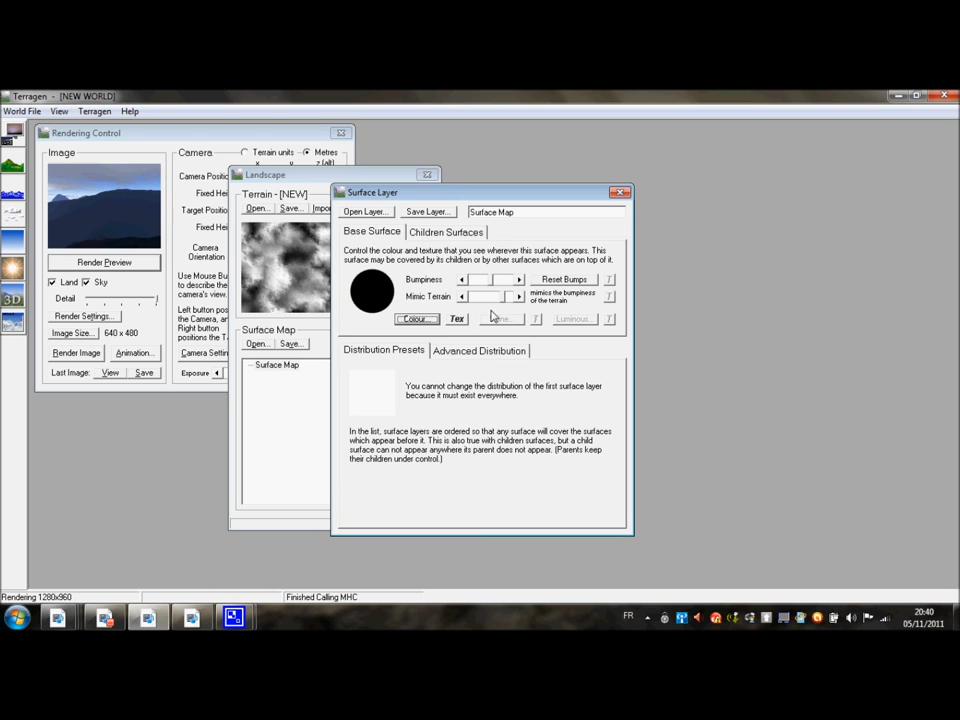 Terragen - [NEW WORLD]
World File View Terragen Help
Rendering Control
Image
Camera
Terrain units
Metres
x y z (alt)
Camera Positi
Fixed Hei
Target Position
Fixed Hei
Camera
Orientation
Use Mouse Bu
to describe the
camera's view.
Left button pos
the Camera, an
Right button
positions the Ta
Render Preview
Land Sky
Detail
Render Settings...
Image Size... 640 x 480
Render Image Animation...
Camera Setti
Last Image: View Save
Exposure
Landscape
Terrain - [NEW]
Open... Save... Impor
Surface Map
Open... Save...
Surface Map
Surface Layer
Open Layer... Save Layer... Surface Map
Base Surface Children Surfaces
Control the colour and texture that you see wherever this surface appears. This
surface may be covered by its children or by other surfaces which are on top of it.
Bumpiness Reset Bumps T
Mimic Terrain mimics the bumpiness
of the terrain T
Colour... Tex T Luminous... T
Distribution Presets Advanced Distribution
You cannot change the distribution of the first surface layer
because it must exist everywhere.
In the list, surface layers are ordered so that any surface will cover the surfaces
which appear before it. This is also true with children surfaces, but a child
surface can not appear anywhere its parent does not appear. (Parents keep
their children under control.)
3D
Rendering 1280x960
Finished Calling MHC
FR
20:40
05/11/2011